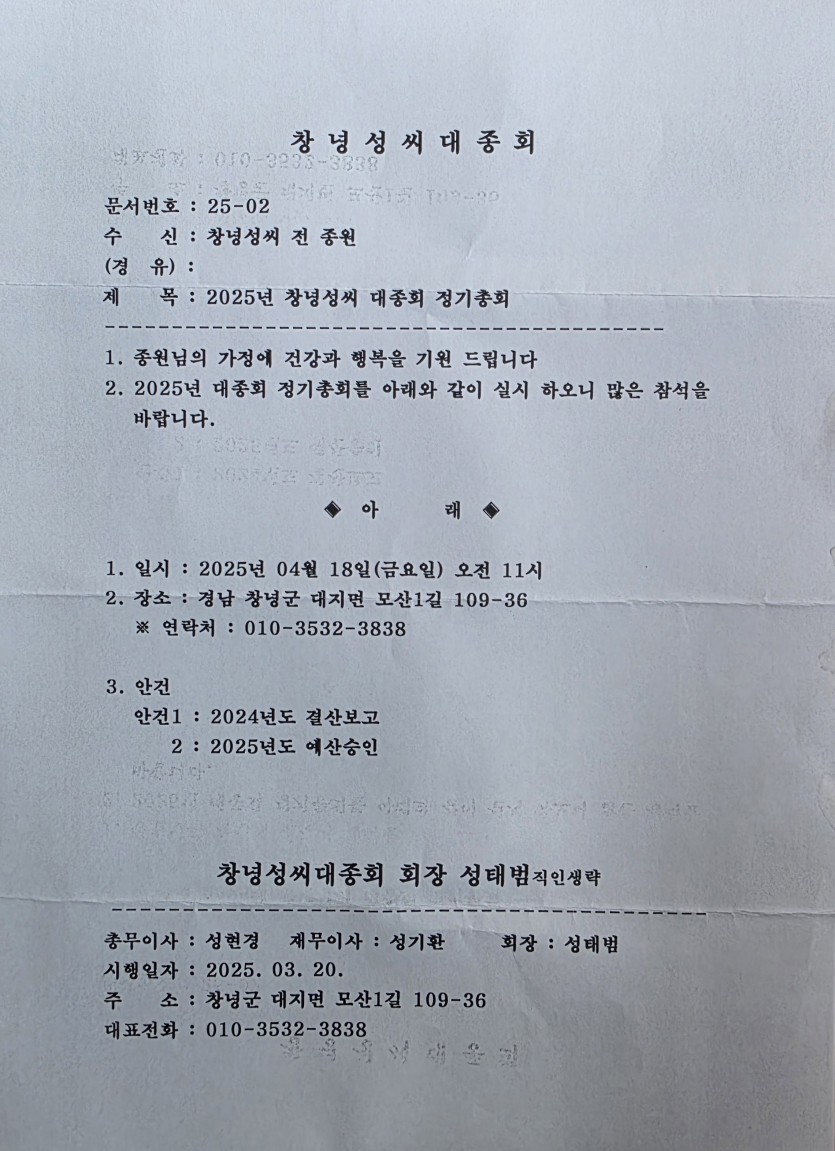 창녕성씨대종회
문서번호 : 25-02
수 신 : 창녕성씨 전 종원
(경 유) :
제 목 : 2025년 창녕성씨 대종회 정기총회
1. 종원님의 가정에 건강과 행복을 기원 드립니다
2. 2025년 대종회 정기총회를 아래와 같이 실시 하오니 많은 참석을
바랍니다.
◈ 아 래 ◈
1. 일시 : 2025년 04월 18일(금요일) 오전 11시
2. 장소 : 경남 창녕군 대지면 모산1길 109-36
※ 연락처 : 010-3532-3838
3. 안건
안건1 : 2024년도 결산보고
2 : 2025년도 예산승인
창녕성씨대종회 회장 성태범직인생략
총무이사 : 성현경 재무이사 : 성기환 회장 : 성태범
시행일자 : 2025. 03. 20.
주 소 : 창녕군 대지면 모산1길 109-36
대표전화 : 010-3532-3838